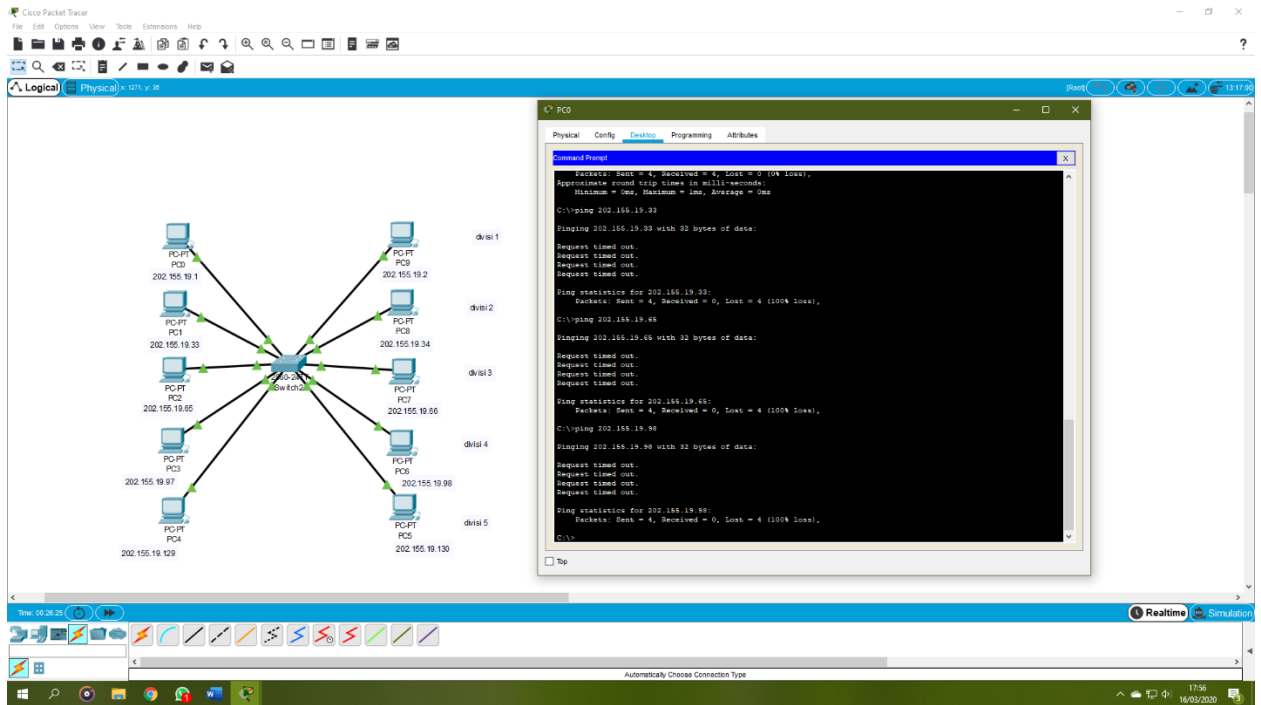 Cisco Packet Tracer
File Edit Options View Tools Extensions Help
?
Logical Physical x: 1271, y: 36 [Root] 13:17:00
PC0
Physical Config Desktop Programming Attributes
Command Prompt X
Packets: Sent = 4, Received = 4, Lost = 0 (0% loss),
Approximate round trip times in milli-seconds:
Minimum = 0ms, Maximum = 1ms, Average = 0ms
C:\>ping 202.155.19.33
Pinging 202.155.19.33 with 32 bytes of data:
Request timed out.
Request timed out.
Request timed out.
Request timed out.
Ping statistics for 202.155.19.33:
Packets: Sent = 4, Received = 0, Lost = 4 (100% loss),
C:\>ping 202.155.19.65
Pinging 202.155.19.65 with 32 bytes of data:
Request timed out.
Request timed out.
Request timed out.
Request timed out.
Ping statistics for 202.155.19.65:
Packets: Sent = 4, Received = 0, Lost = 4 (100% loss),
C:\>ping 202.155.19.98
Pinging 202.155.19.98 with 32 bytes of data:
Request timed out.
Request timed out.
Request timed out.
Request timed out.
Ping statistics for 202.155.19.98:
Packets: Sent = 4, Received = 0, Lost = 4 (100% loss),
C:\>
Top
PC-PT
PC0
202.155.19.1
PC-PT
PC9
202.155.19.2
divisi 1
PC-PT
PC1
202.155.19.33
PC-PT
PC8
202.155.19.34
divisi 2
Switch2
PC-PT
PC2
202.155.19.65
PC-PT
PC7
202.155.19.66
divisi 3
PC-PT
PC3
202.155.19.97
PC-PT
PC6
202.155.19.98
divisi 4
PC-PT
PC4
202.155.19.129
PC-PT
PC5
202.155.19.130
divisi 5
Time: 00:26:25 Realtime Simulation
Automatically Choose Connection Type
17:56
16/03/2020